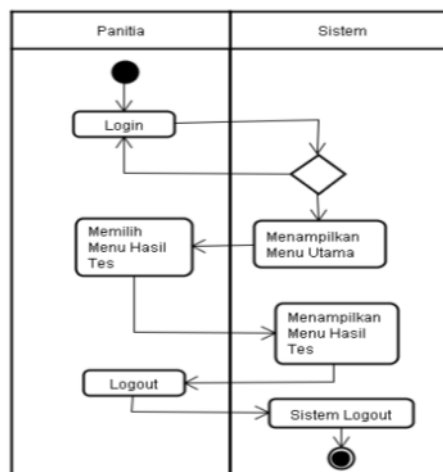 Panitia
Sistem
Login
Menampilkan
Menu Utama
Memilih
Menu Hasil
Tes
Menampilkan
Menu Hasil
Tes
Logout
Sistem Logout